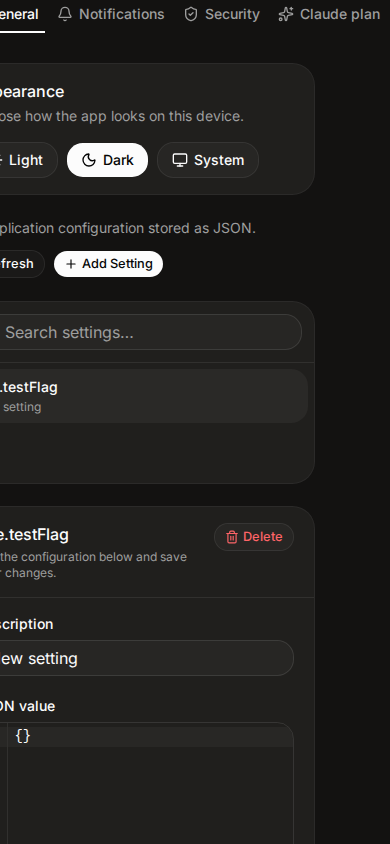 eneral Notifications Security Claude plan
pearance
ose how the app looks on this device.
Light Dark System
plication configuration stored as JSON.
fresh + Add Setting
Search settings...
.testFlag
setting
e.testFlag Delete
the configuration below and save
r changes.
scription
ew setting
ON value
{}